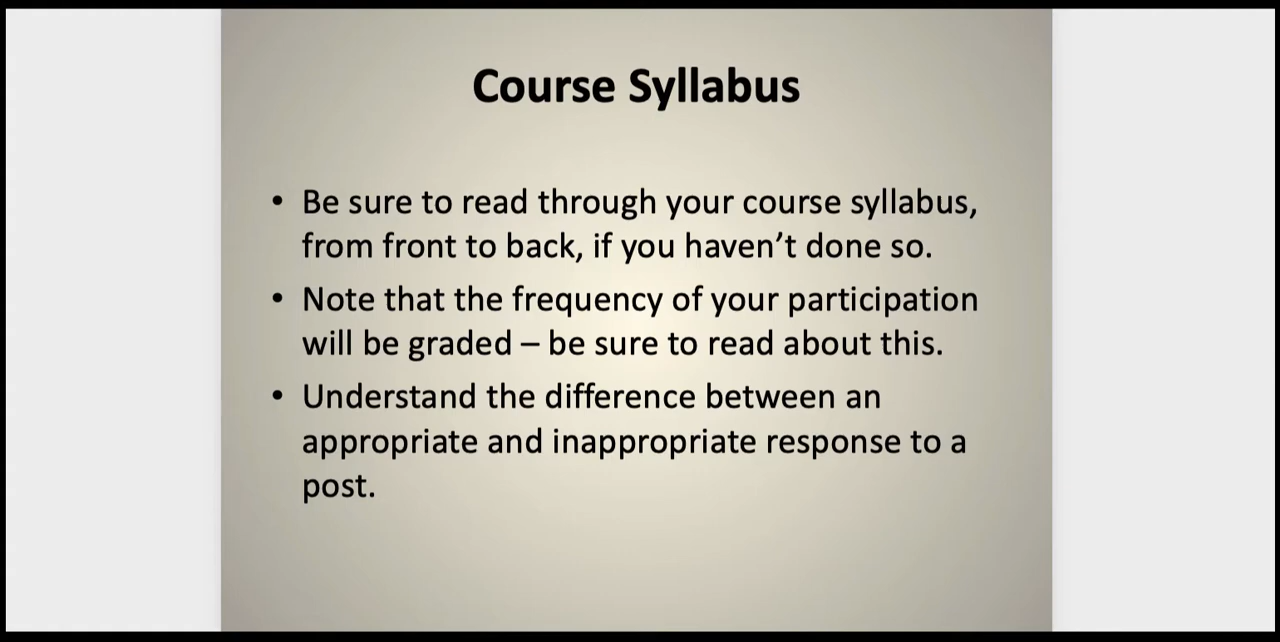 Course Syllabus
• Be sure to read through your course syllabus,
from front to back, if you haven’t done so.
• Note that the frequency of your participation
will be graded – be sure to read about this.
• Understand the difference between an
appropriate and inappropriate response to a
post.